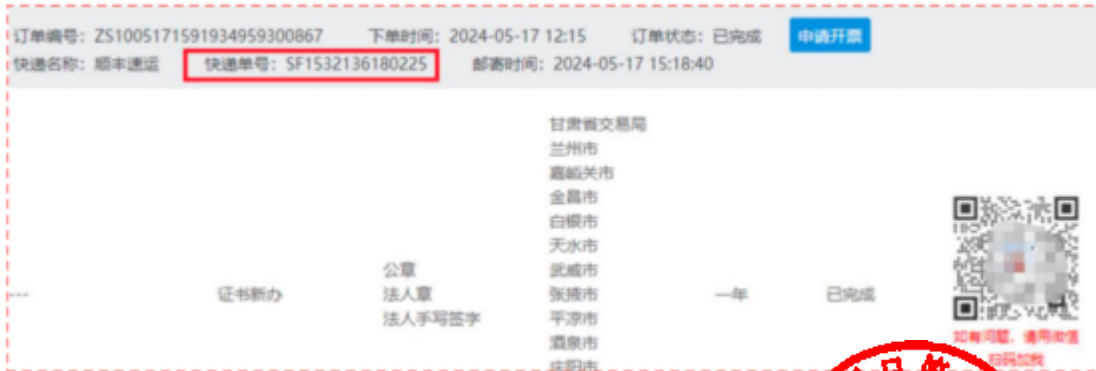 订单编号：ZS10051715919349593​00867 下单时间：2024-05-17 12:15 订单状态：已完成 申请开票
快递名称：顺丰速运 快递单号：SF1532136180225 邮寄时间：2024-05-17 15:18:40
甘肃省交易局
兰州市
嘉峪关市
金昌市
白银市
天水市
公章 武威市
--- 证书新办 法人章 张掖市 一年 已完成
法人手写签字 平凉市
酒泉市
庆阳市
如有问题，请用微信
扫码加我